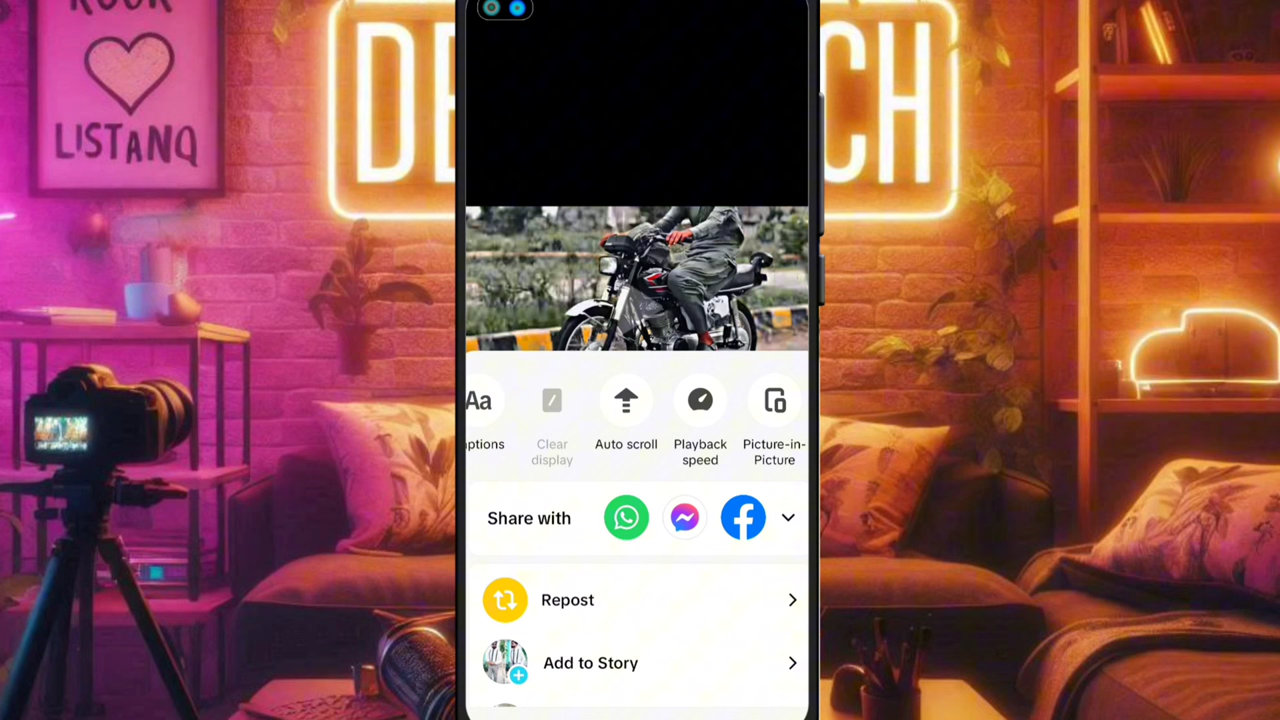 LISTANQ
DE
CH
Aa
ptions
Clear
display
Auto scroll
Playback
speed
Picture-in-
Picture
Share with
Repost
Add to Story